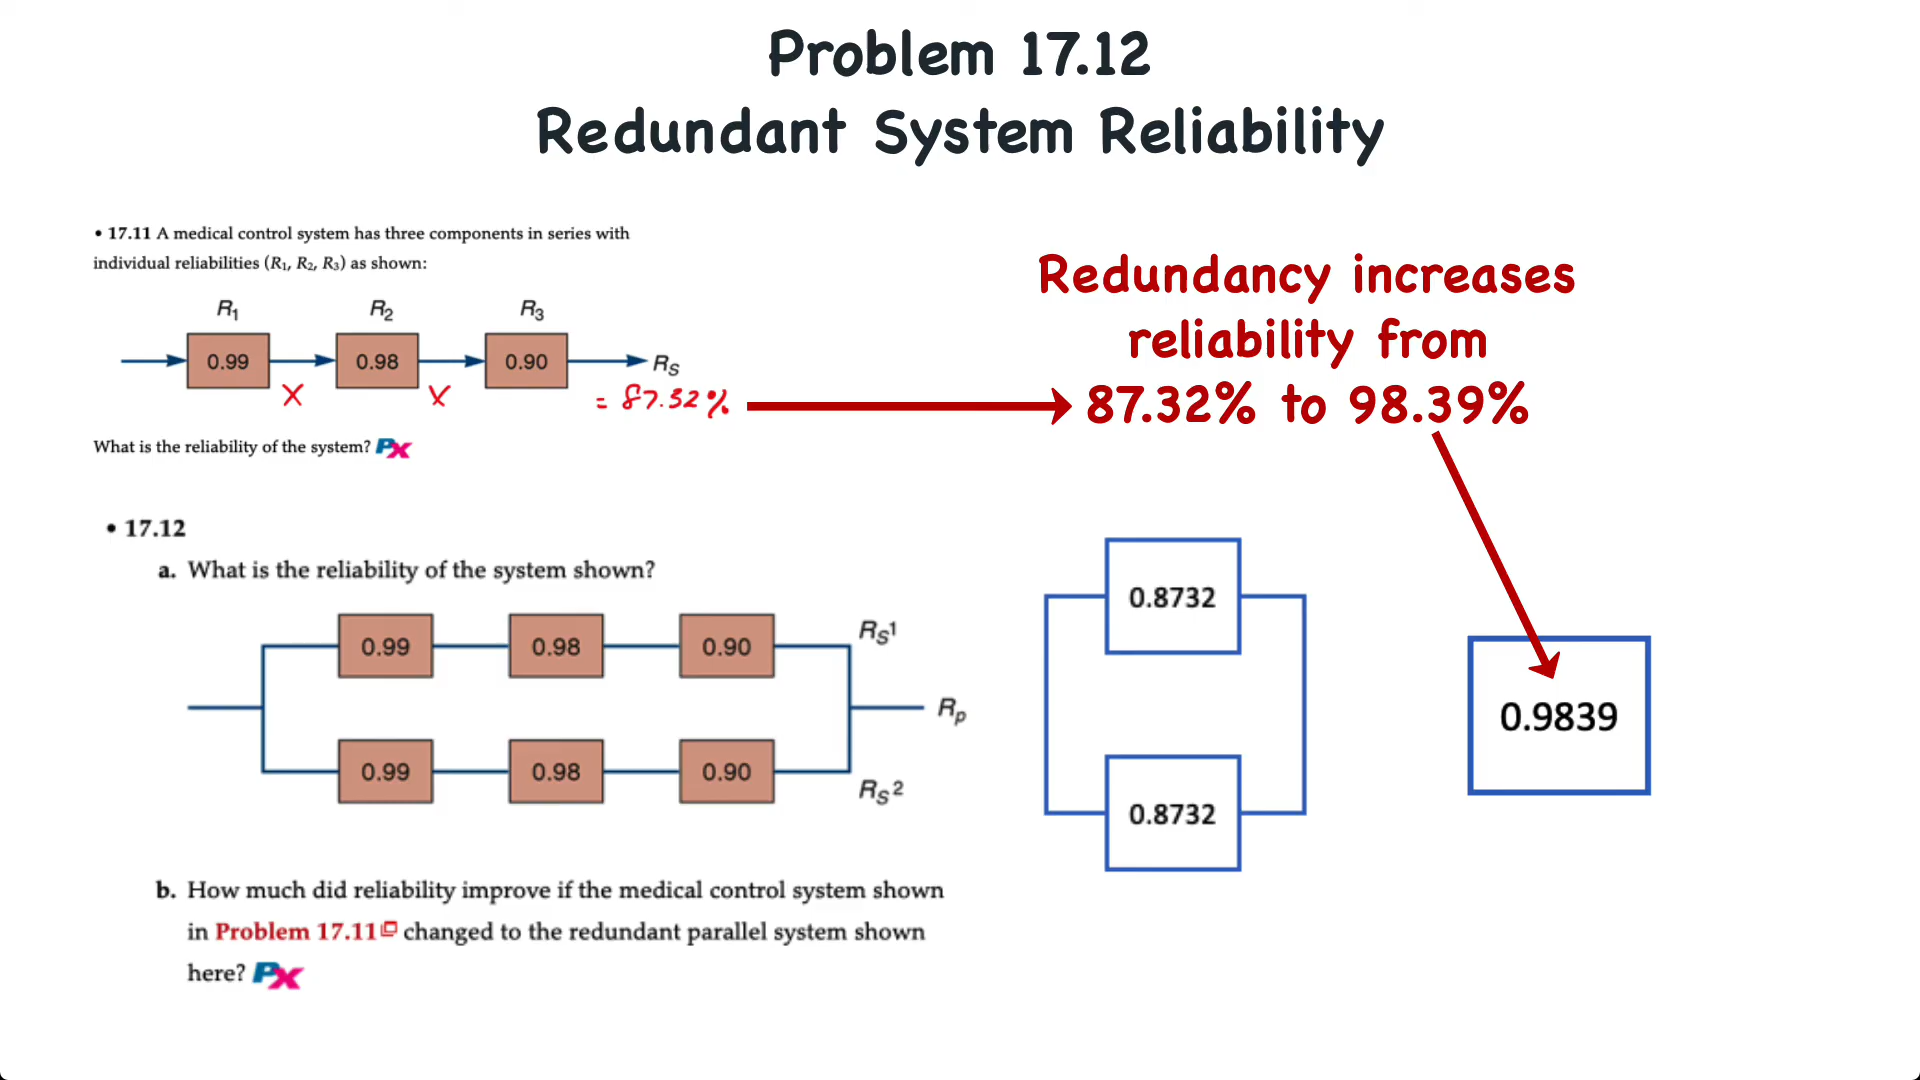 Problem 17.12
Redundant System Reliability
• 17.11 A medical control system has three components in series with
individual reliabilities (R₁, R₂, R₃) as shown:
R₁ R₂ R₃
0.99 0.98 0.90 Rₛ
X X = 87.32%
What is the reliability of the system? PX
Redundancy increases
reliability from
87.32% to 98.39%
• 17.12
a. What is the reliability of the system shown?
0.99 0.98 0.90 Rₛ1
Rₚ
0.99 0.98 0.90 Rₛ2
b. How much did reliability improve if the medical control system shown
in Problem 17.11 changed to the redundant parallel system shown
here? PX
0.8732
0.8732
0.9839